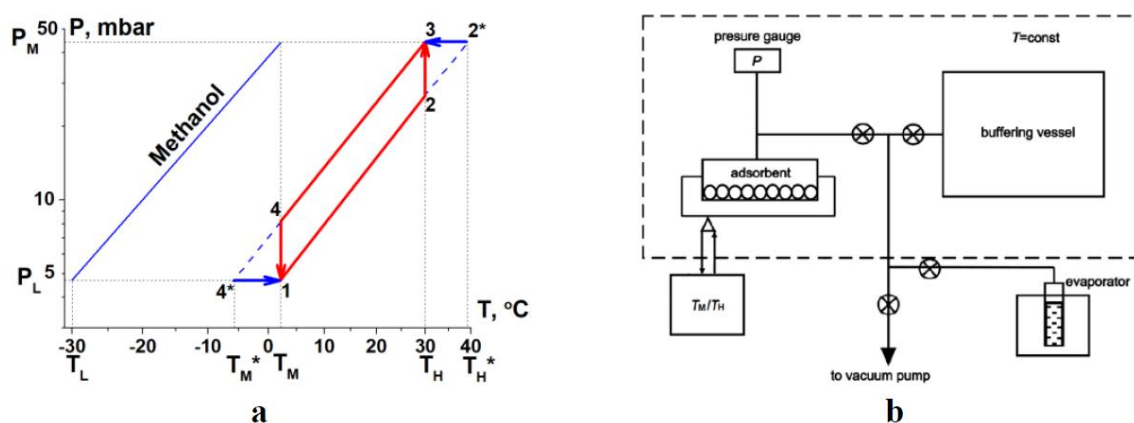 P, mbar
50
P_M
3
2*
2
Methanol
10
4
5
P_L
4*
1
T, °C
-30
-10
0
10
20
30
40
T_L
T_M*
T_M
T_H
T_H*
a
presure gauge
P
T=const
adsorbent
buffering vessel
T_M/T_H
evaporator
to vacuum pump
b